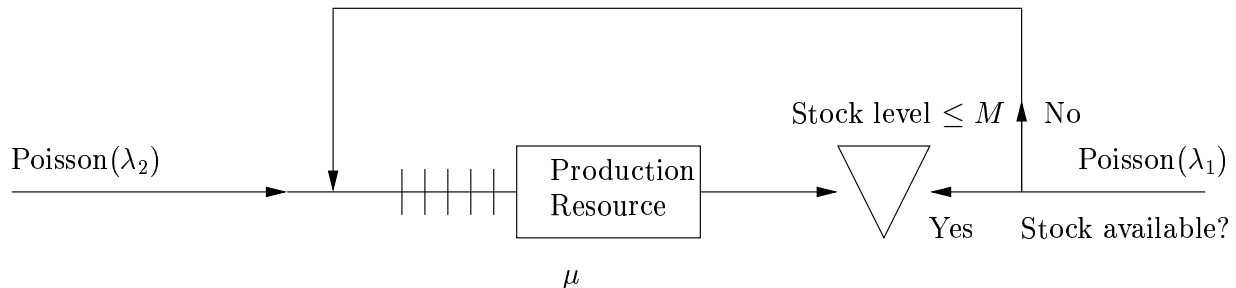 Stock level ≤ M
No
Poisson(λ₂)
Production
Resource
Poisson(λ₁)
Yes
Stock available?
μ